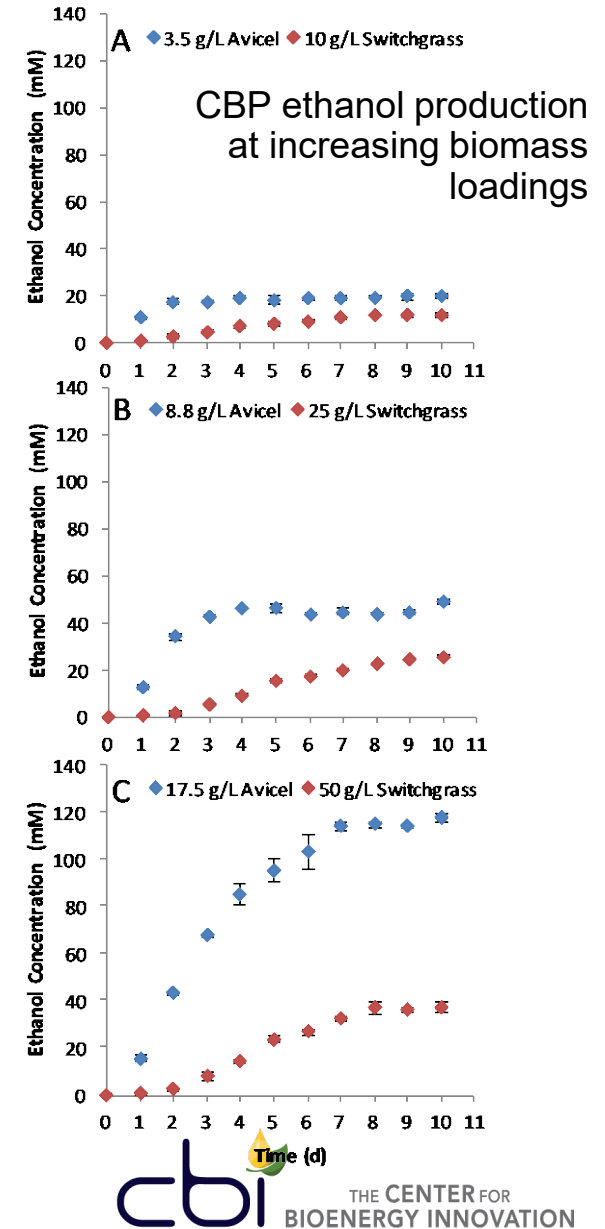 140
A
3.5 g/L Avicel
10 g/L Switchgrass
120
100
80
60
40
20
0
Ethanol Concentration (mM)
CBP ethanol production
at increasing biomass
loadings
0 1 2 3 4 5 6 7 8 9 10 11
140
B
8.8 g/L Avicel
25 g/L Switchgrass
120
100
80
60
40
20
0
Ethanol Concentration (mM)
0 1 2 3 4 5 6 7 8 9 10 11
140
C
17.5 g/L Avicel
50 g/L Switchgrass
120
100
80
60
40
20
0
Ethanol Concentration (mM)
0 1 2 3 4 5 6 7 8 9 10 11
Time (d)
cbi
THE CENTER FOR
BIOENERGY INNOVATION